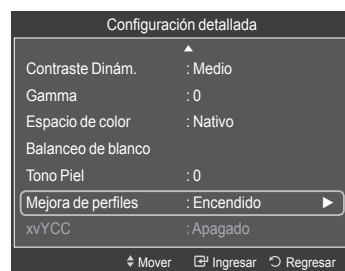 Configuración detallada
Contraste Dinám. : Medio
Gamma : 0
Espacio de color : Nativo
Balanceo de blanco
Tono Piel : 0
Mejora de perfiles : Encendido
xvYCC : Apagado
Mover Ingresar Regresar